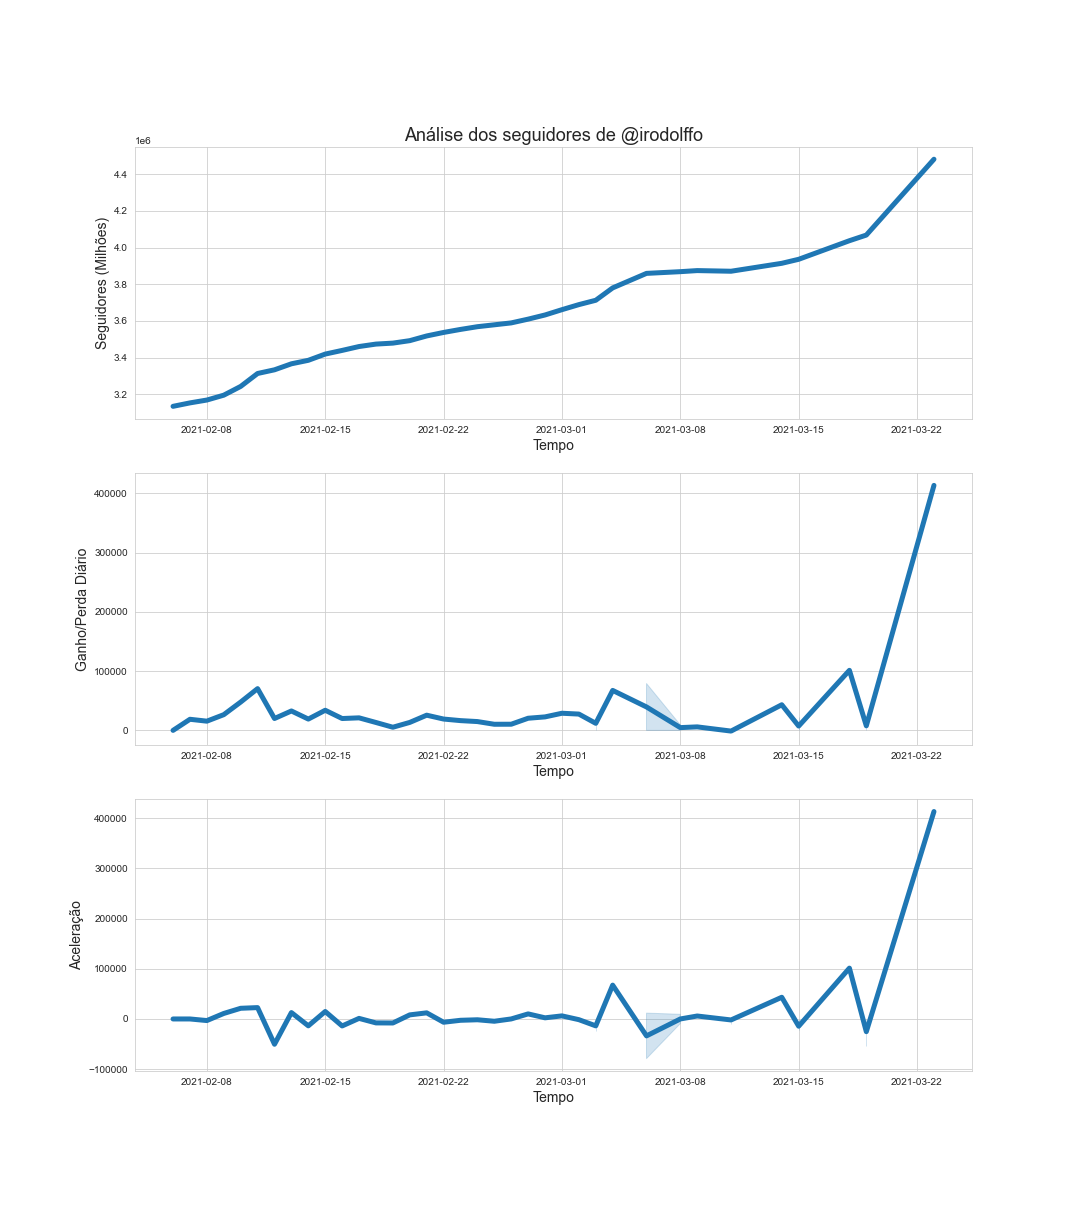 Análise dos seguidores de @irodolffo
1e6
4.4
4.2
4.0
3.8
3.6
3.4
3.2
Seguidores (Milhões)
2021-02-08 2021-02-15 2021-02-22 2021-03-01 2021-03-08 2021-03-15 2021-03-22
Tempo
400000
300000
200000
100000
0
Ganho/Perda Diário
2021-02-08 2021-02-15 2021-02-22 2021-03-01 2021-03-08 2021-03-15 2021-03-22
Tempo
400000
300000
200000
100000
0
−100000
Aceleração
2021-02-08 2021-02-15 2021-02-22 2021-03-01 2021-03-08 2021-03-15 2021-03-22
Tempo